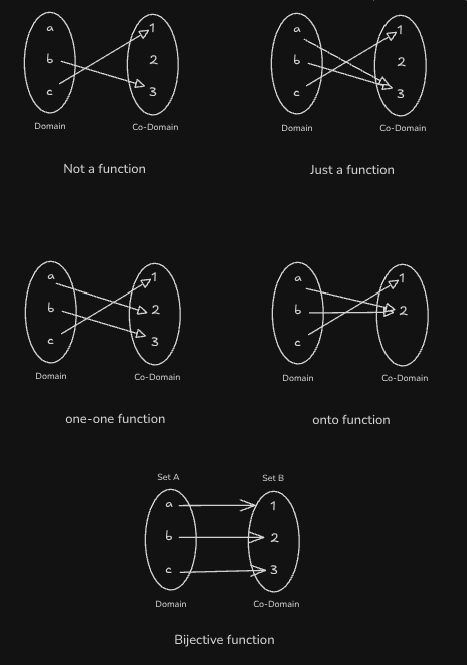 a
b
c
1
2
3
Domain
Co-Domain
Not a function
a
b
c
1
2
3
Domain
Co-Domain
Just a function
a
b
c
1
2
3
Domain
Co-Domain
one-one function
a
b
c
1
2
Domain
Co-Domain
onto function
Set A
Set B
a
b
c
1
2
3
Domain
Co-Domain
Bijective function